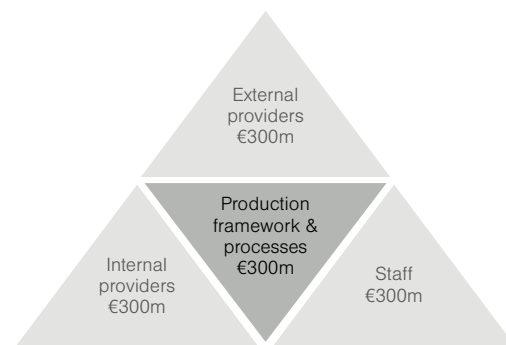 External
providers
€300m
Production
framework &
processes
€300m
Internal
providers
€300m
Staff
€300m